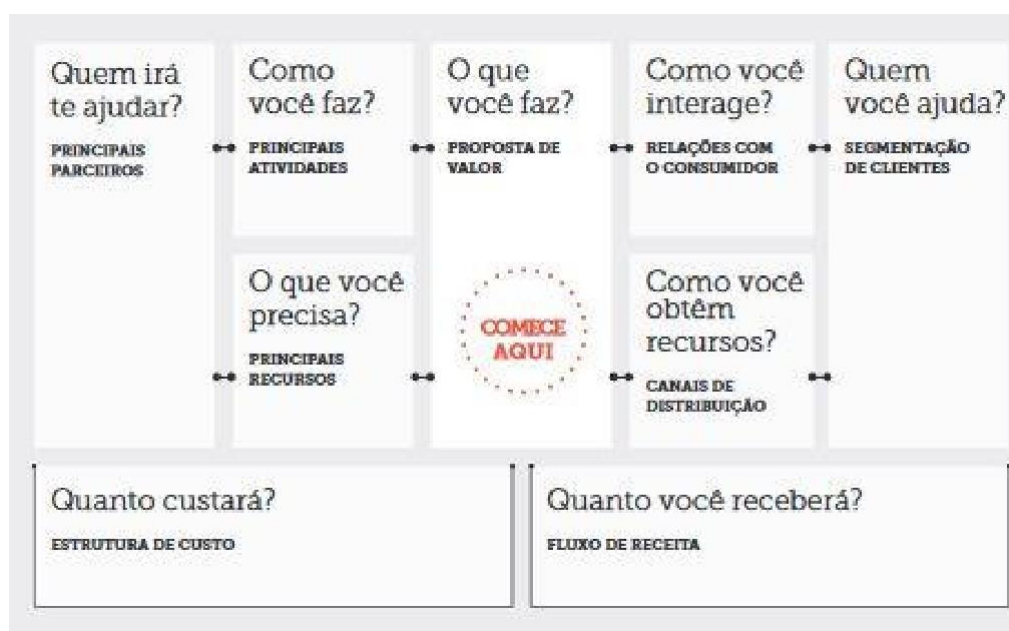 Quem irá
te ajudar?
PRINCIPAIS
PARCEIROS
Como
você faz?
PRINCIPAIS
ATIVIDADES
O que você
precisa?
PRINCIPAIS
RECURSOS
O que
você faz?
PROPOSTA DE
VALOR
COMECE
AQUI
Como você
interage?
RELAÇÕES COM
O CONSUMIDOR
Como você
obtêm
recursos?
CANAIS DE
DISTRIBUIÇÃO
Quem
você ajuda?
SEGMENTAÇÃO
DE CLIENTES
Quanto custará?
ESTRUTURA DE CUSTO
Quanto você receberá?
FLUXO DE RECEITA